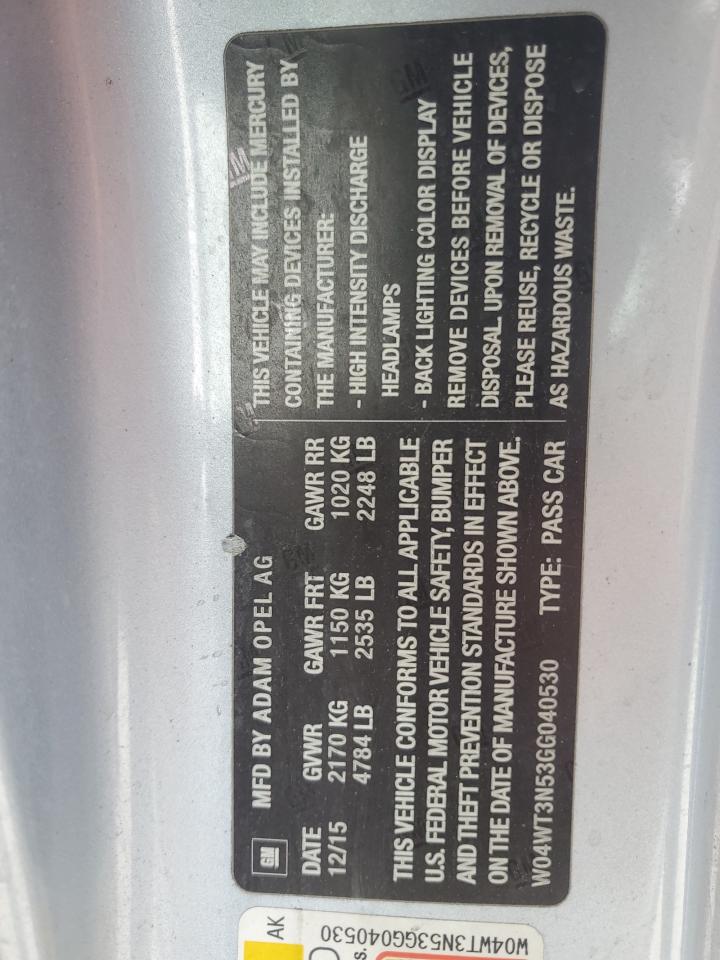 GM
MFD BY ADAM OPEL AG
DATE GVWR GAWR FRT GAWR RR
12/15 2170 KG 1150 KG 1020 KG
4784 LB 2535 LB 2248 LB
THIS VEHICLE CONFORMS TO ALL APPLICABLE
U.S. FEDERAL MOTOR VEHICLE SAFETY, BUMPER
AND THEFT PREVENTION STANDARDS IN EFFECT
ON THE DATE OF MANUFACTURE SHOWN ABOVE.
W04WT3N53GG040530 TYPE: PASS CAR
THIS VEHICLE MAY INCLUDE MERCURY
CONTAINING DEVICES INSTALLED BY
THE MANUFACTURER:
- HIGH INTENSITY DISCHARGE
HEADLAMPS
- BACK LIGHTING COLOR DISPLAY
REMOVE DEVICES BEFORE VEHICLE
DISPOSAL. UPON REMOVAL OF DEVICES,
PLEASE REUSE, RECYCLE OR DISPOSE
AS HAZARDOUS WASTE.
AK
s.
W04WT3N53GG040530